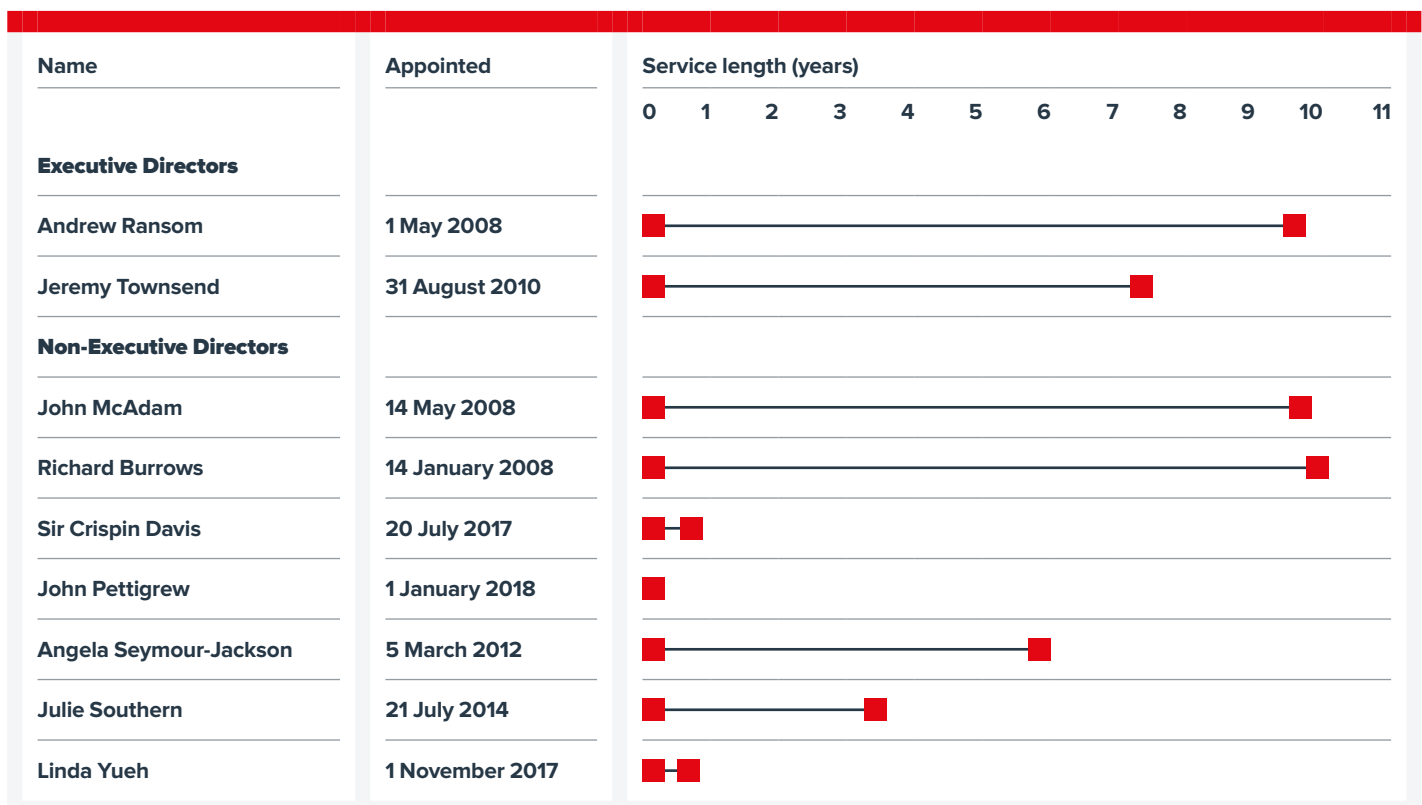 Name Appointed Service length (years)
0 1 2 3 4 5 6 7 8 9 10 11
Executive Directors
Andrew Ransom 1 May 2008
Jeremy Townsend 31 August 2010
Non-Executive Directors
John McAdam 14 May 2008
Richard Burrows 14 January 2008
Sir Crispin Davis 20 July 2017
John Pettigrew 1 January 2018
Angela Seymour-Jackson 5 March 2012
Julie Southern 21 July 2014
Linda Yueh 1 November 2017